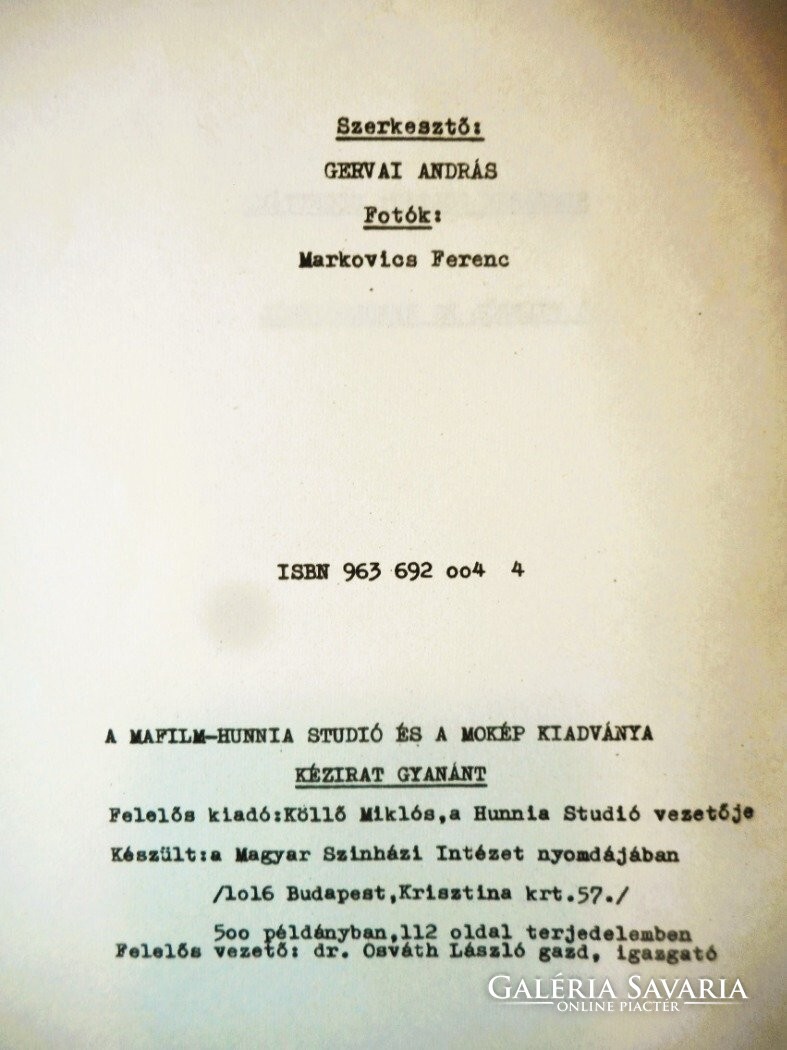 Szerkesztő:
GERVAI ANDRÁS
Fotók:
Markovics Ferenc
ISBN 963 692 oo4 4
A MAFILM-HUNNIA STUDIÓ ÉS A MOKÉP KIADVÁNYA
KÉZIRAT GYANÁNT
Felelős kiadó:Köllő Miklós,a Hunnia Studió vezetője
Készült:a Magyar Szinházi Intézet nyomdájában
/1o16 Budapest,Krisztina krt.57./
5oo példányban,112 oldal terjedelemben
Felelős vezető: dr. Osváth László gazd, igazgató
GALÉRIA SAVARIA
ONLINE PIACTÉR